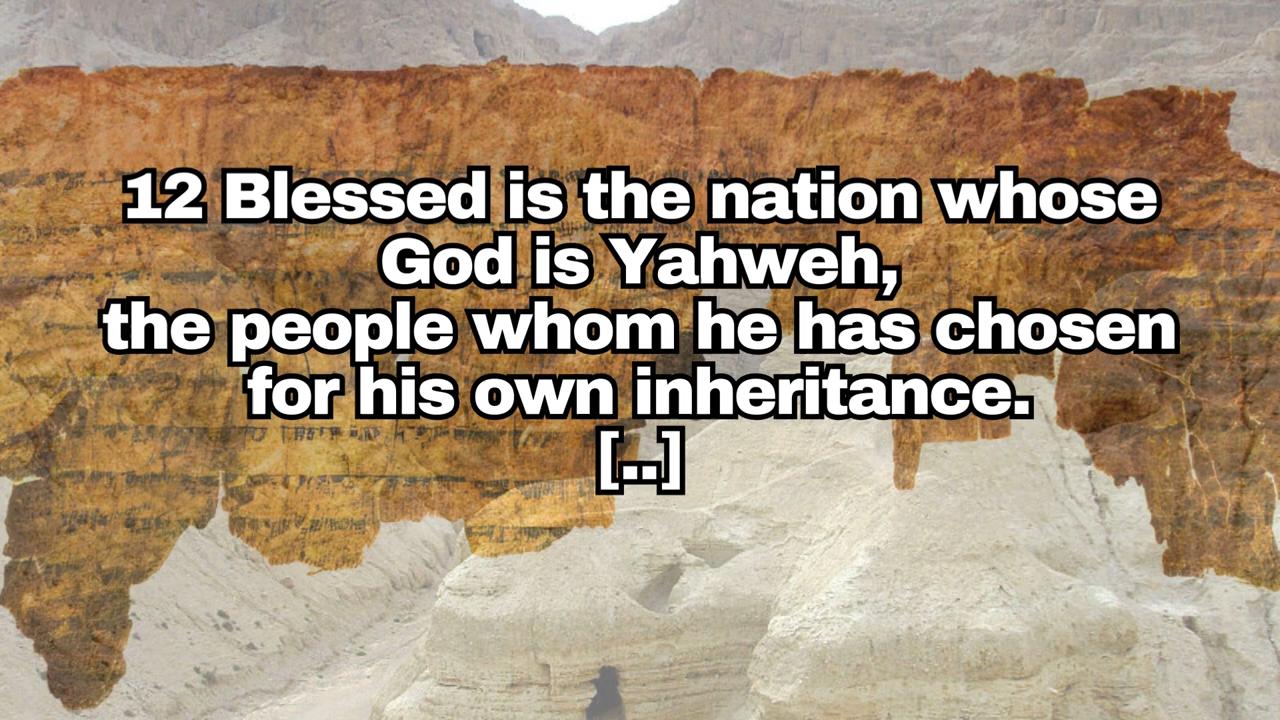 12 Blessed is the nation whose
God is Yahweh,
the people whom he has chosen
for his own inheritance.
[..]